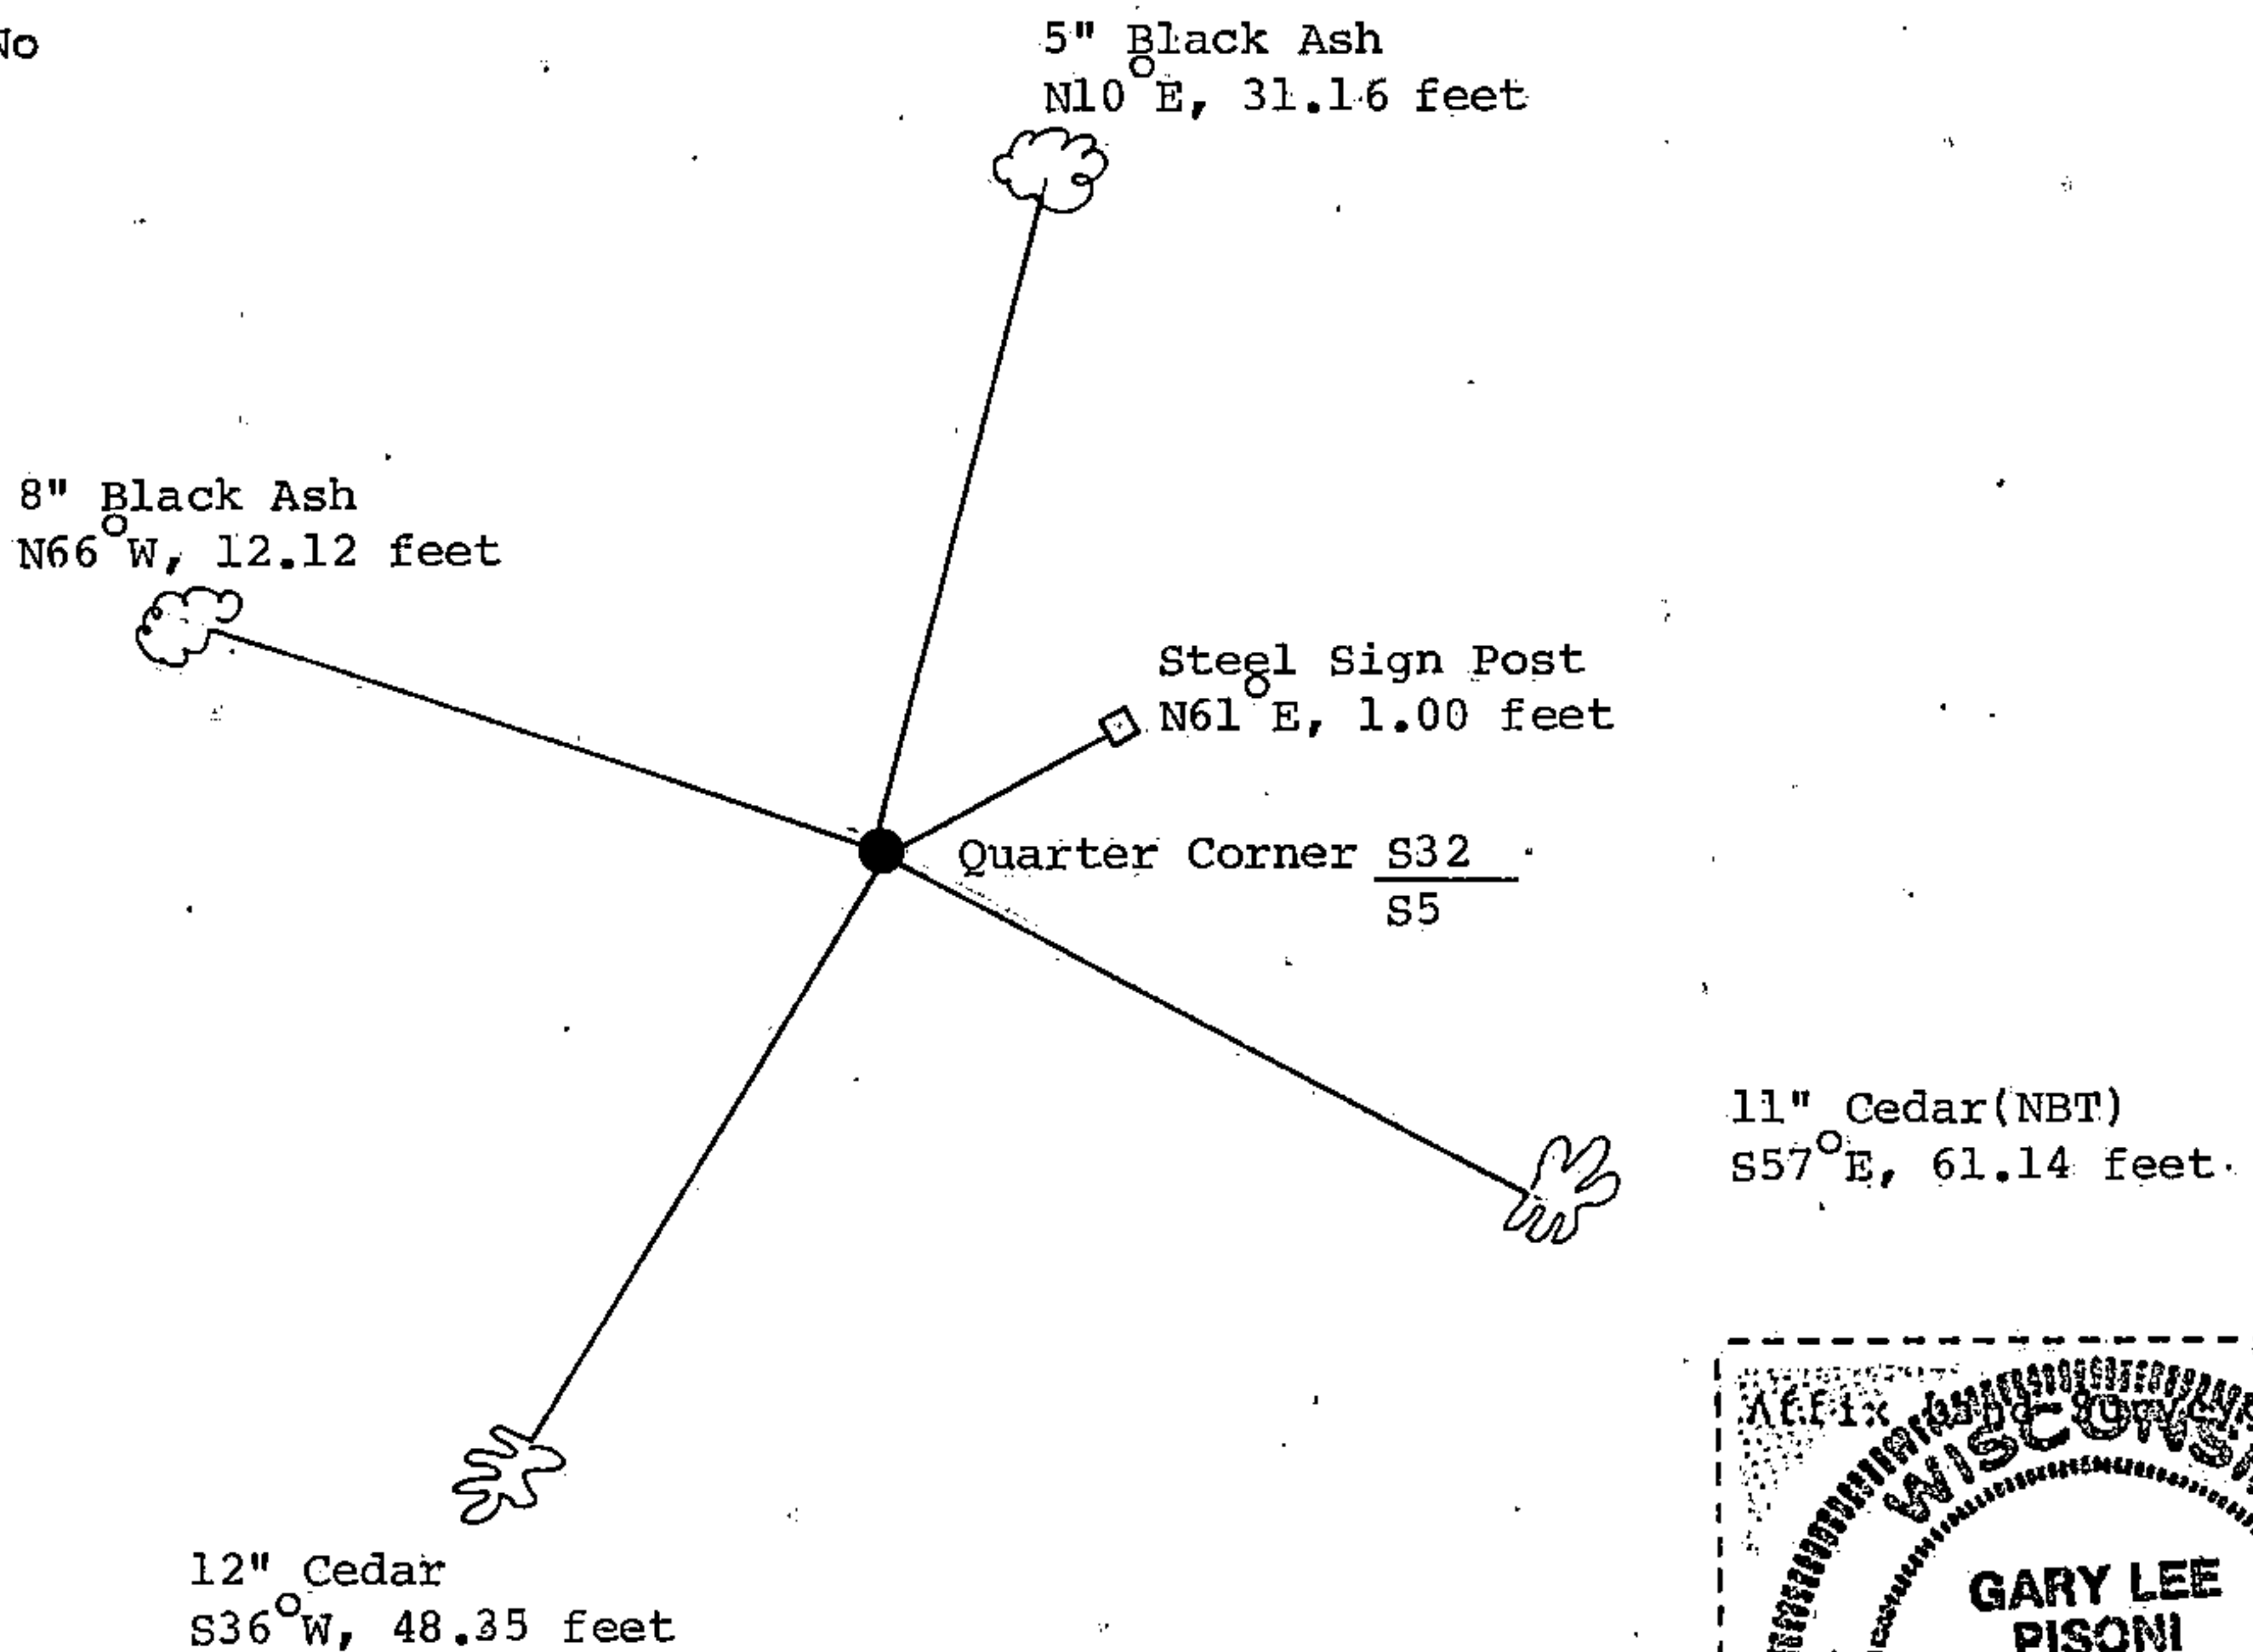 No
5" Black Ash
N10°E, 31.16 feet
8" Black Ash
N66°W, 12.12 feet
Steel Sign Post
N61°E, 1.00 feet
Quarter Corner S32
S5
11" Cedar(NBT)
S57°E, 61.14 feet
Affix
WISCONS
GARY LEE
PISONI
12" Cedar
S36°W, 48.35 feet